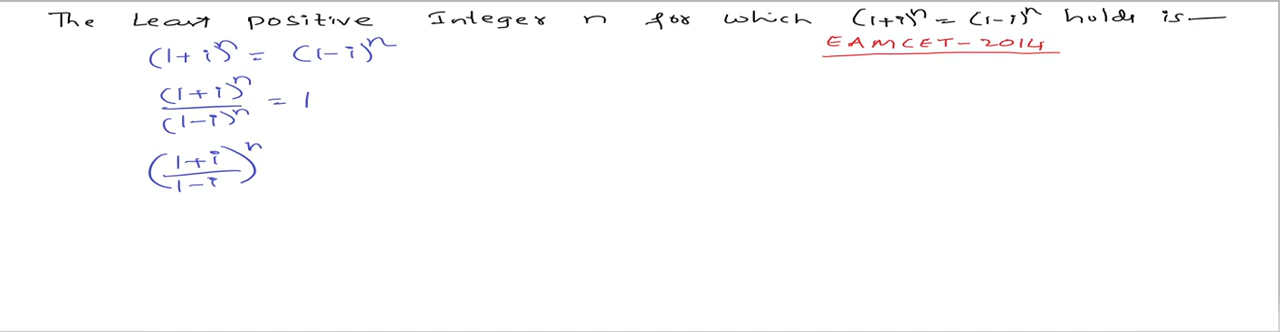 The Least positive Integer n for which (1+i)^n = (1-i)^n holds is—
EAMCET-2014
(1+i)^n = (1-i)^n
(1+i)^n / (1-i)^n = 1
((1+i)/(1-i))^n